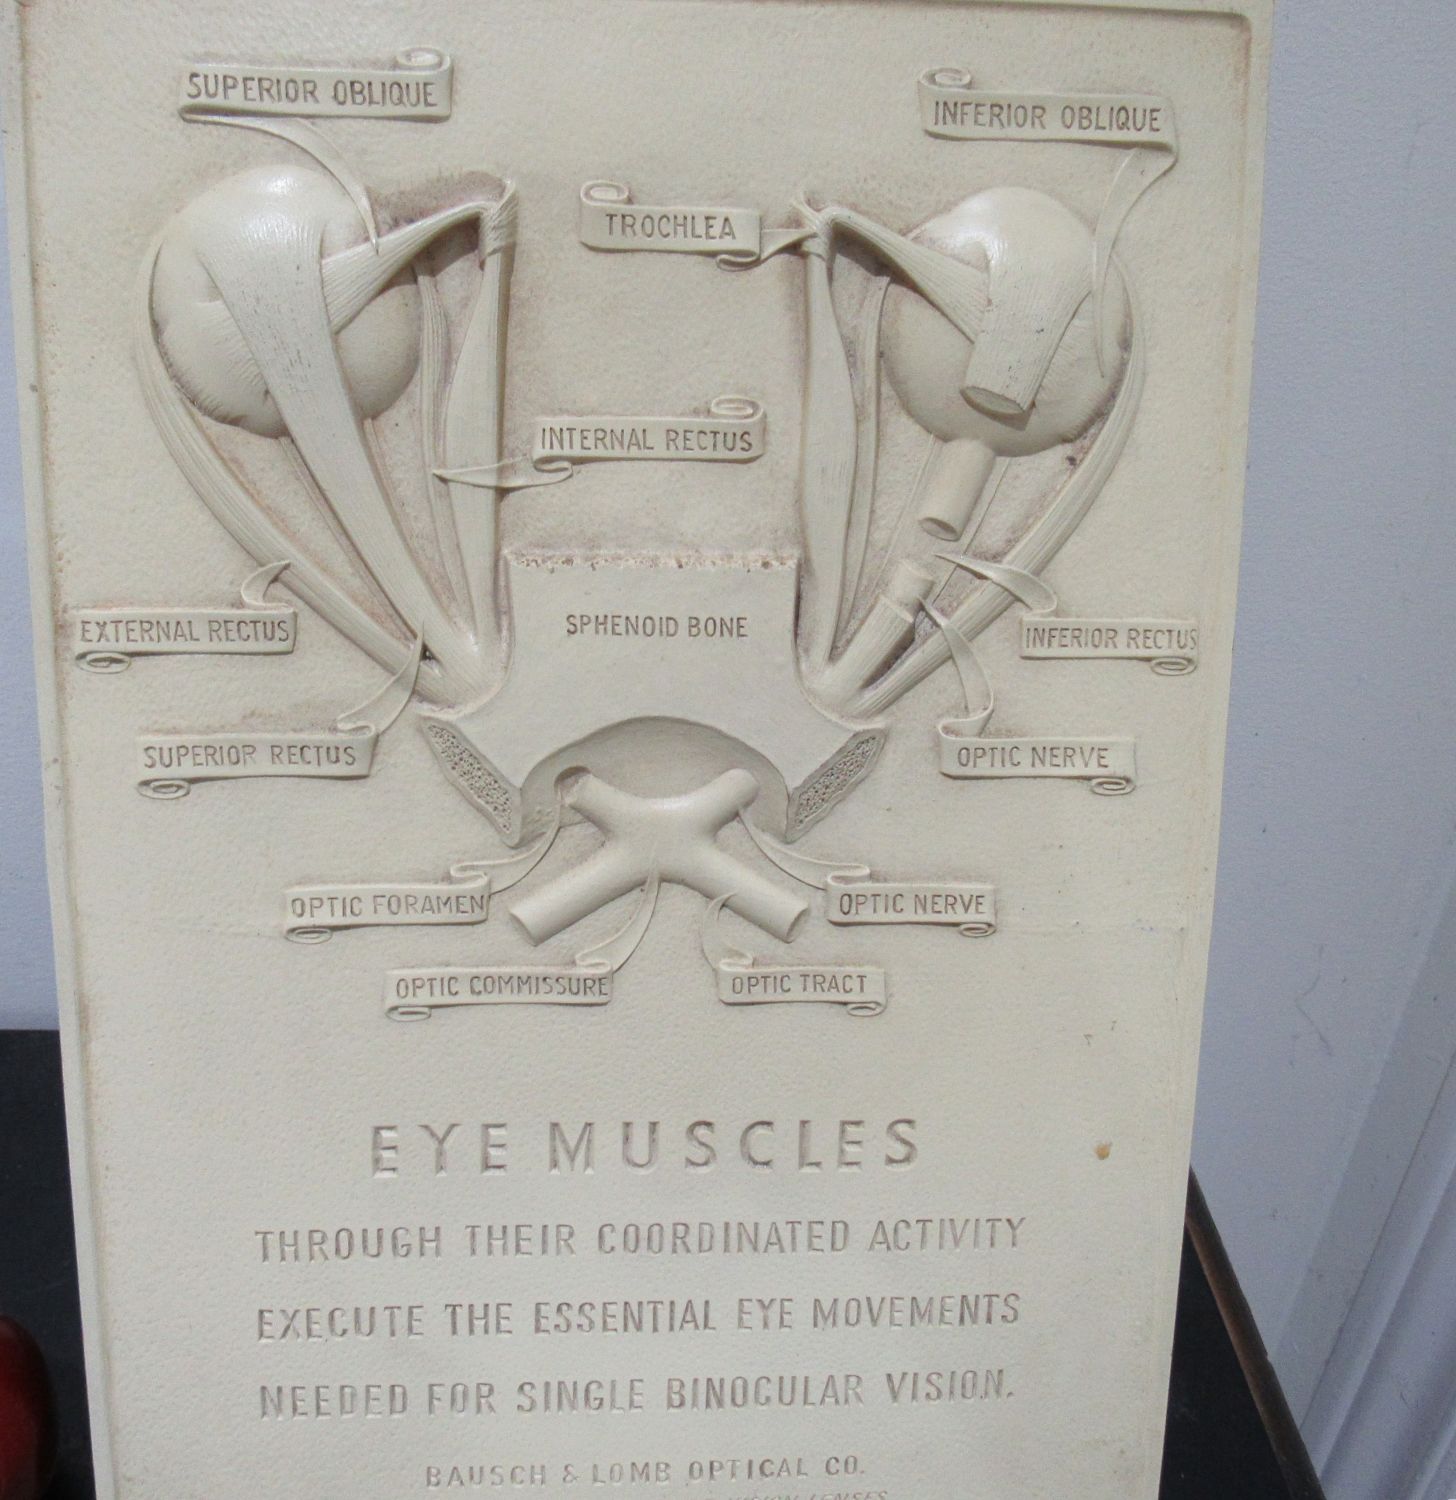 SUPERIOR OBLIQUE
INFERIOR OBLIQUE
TROCHLEA
INTERNAL RECTUS
SPHENOID BONE
EXTERNAL RECTUS
INFERIOR RECTUS
SUPERIOR RECTUS
OPTIC NERVE
OPTIC FORAMEN
OPTIC NERVE
OPTIC COMMISSURE
OPTIC TRACT
EYE MUSCLES
THROUGH THEIR COORDINATED ACTIVITY
EXECUTE THE ESSENTIAL EYE MOVEMENTS
NEEDED FOR SINGLE BINOCULAR VISION.
BAUSCH & LOMB OPTICAL CO.
LENSES